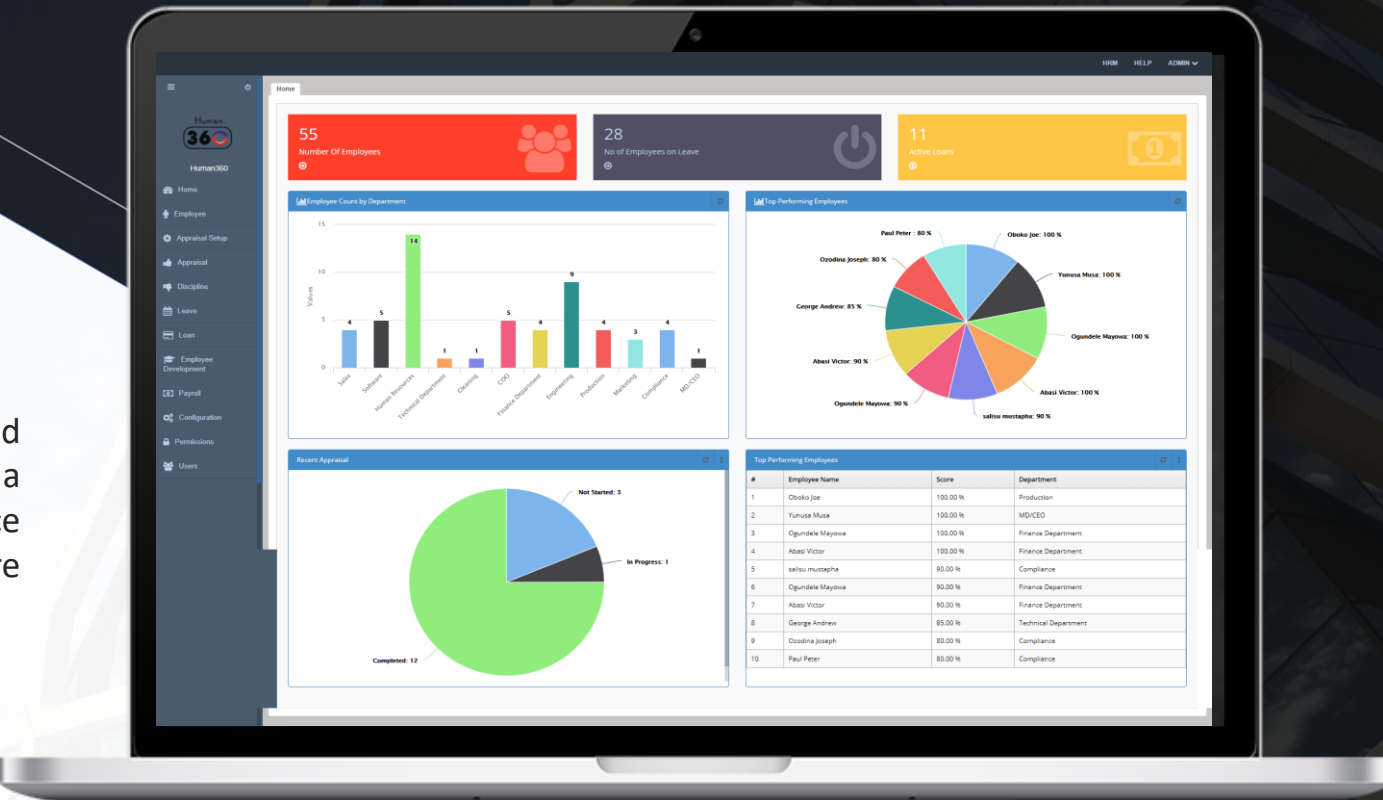 HRM HELP ADMIN
Home
Human
360
Human360
Home
Employee
Appraisal Setup
Appraisal
Discipline
Leave
Loan
Employee
Development
Payroll
Configuration
Permissions
Users
55
Number Of Employees
28
No of Employees on Leave
11
Active Loans
1
Employee Count by Department
Values
15
10
5
0
4
5
14
1
1
5
4
9
4
3
4
1
Sales
Software
Human Resources
Technical Department
Cleaning
COO
Finance Department
Engineering
Production
Marketing
Compliance
MD/CEO
Top Performing Employees
Paul Peter : 80 %
Oboko Joe: 100 %
Ozodina Joseph: 80 %
Yunusa Musa: 100 %
George Andrew: 85 %
Ogundele Mayowa: 100 %
Abasi Victor: 90 %
Abasi Victor: 100 %
Ogundele Mayowa: 90 %
salisu mustapha: 90 %
Recent Appraisal
Not Started: 3
In Progress: 1
Completed: 12
Top Performing Employees
# Employee Name Score Department
1 Oboko Joe 100.00 % Production
2 Yunusa Musa 100.00 % MD/CEO
3 Ogundele Mayowa 100.00 % Finance Department
4 Abasi Victor 100.00 % Finance Department
5 salisu mustapha 90.00 % Compliance
6 Ogundele Mayowa 90.00 % Finance Department
7 Abasi Victor 90.00 % Finance Department
8 George Andrew 85.00 % Technical Department
9 Ozodina Joseph 80.00 % Compliance
10 Paul Peter 80.00 % Compliance
d
a